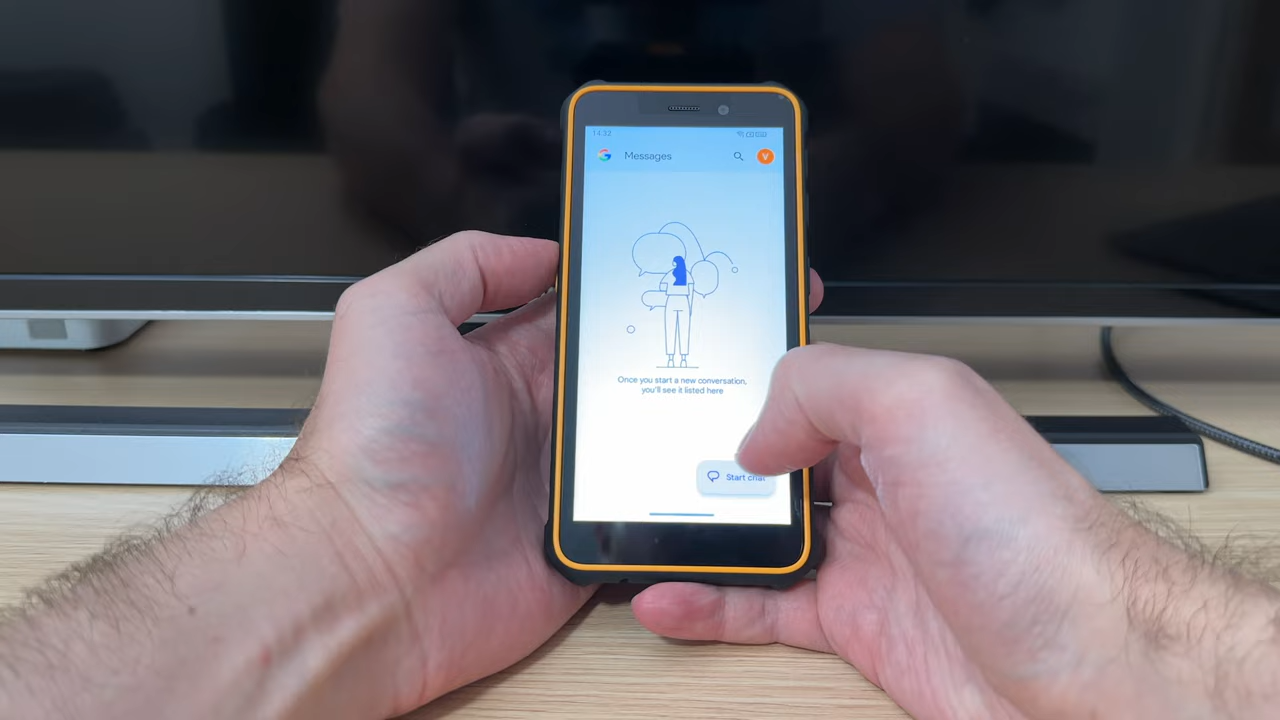 14:32
G Messages V
Once you start a new conversation,
you'll see it listed here
Start chat